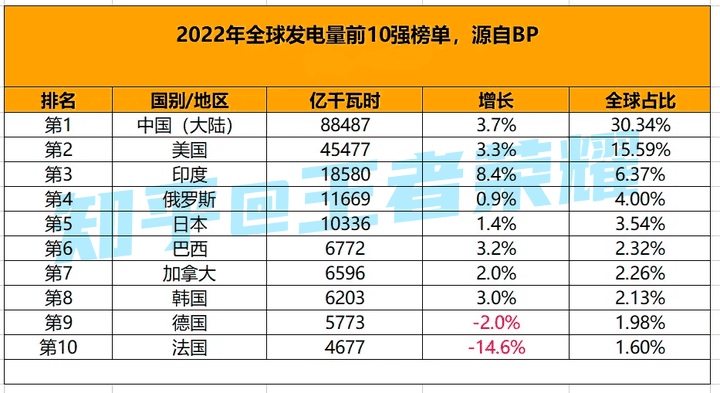 2022年全球发电量前10强榜单，源自BP
排名 国别/地区 亿千瓦时 增长 全球占比
第1 中国（大陆） 88487 3.7% 30.34%
第2 美国 45477 3.3% 15.59%
第3 印度 18580 8.4% 6.37%
第4 俄罗斯 11669 0.9% 4.00%
第5 日本 10336 1.4% 3.54%
第6 巴西 6772 3.2% 2.32%
第7 加拿大 6596 2.0% 2.26%
第8 韩国 6203 3.0% 2.13%
第9 德国 5773 -2.0% 1.98%
第10 法国 4677 -14.6% 1.60%
知乎@王者荣耀